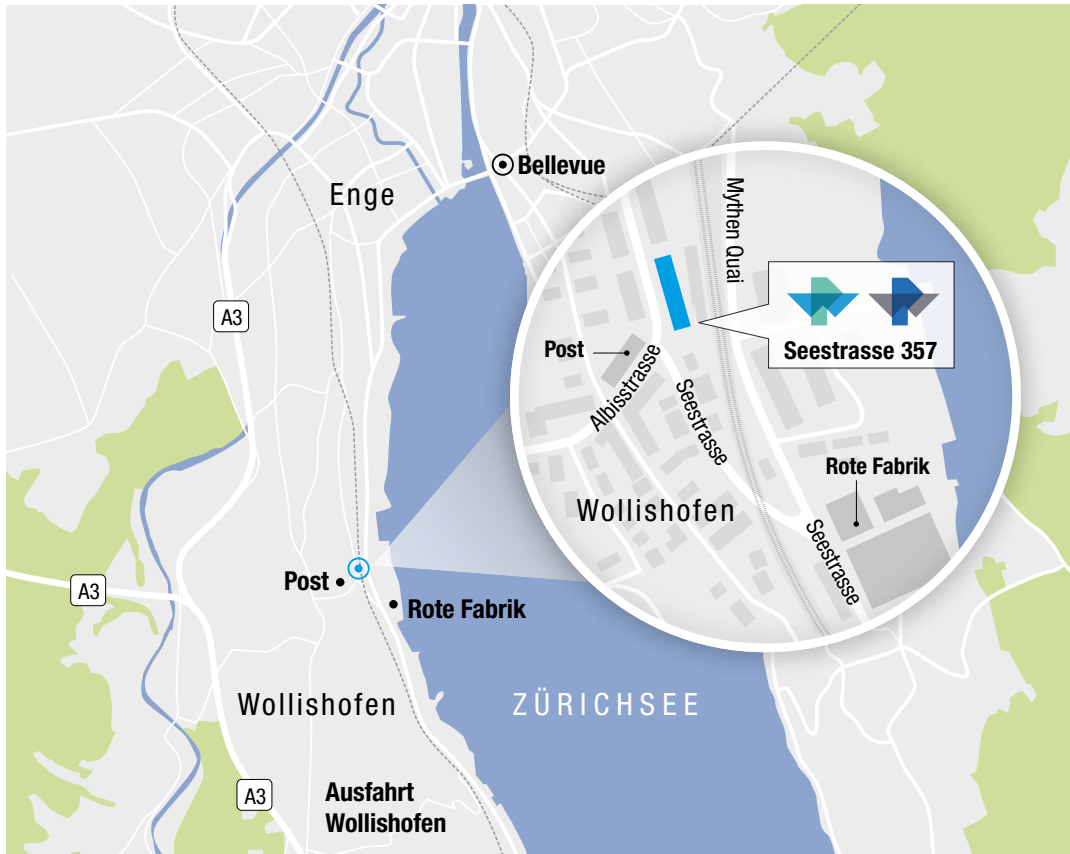 Bellevue
Enge
Mythen Quai
A3
Seestrasse 357
Post
Albisstrasse
Seestrasse
Rote Fabrik
Wollishofen
Seestrasse
Post
A3
Rote Fabrik
Wollishofen
ZÜRICHSEE
A3
Ausfahrt
Wollishofen